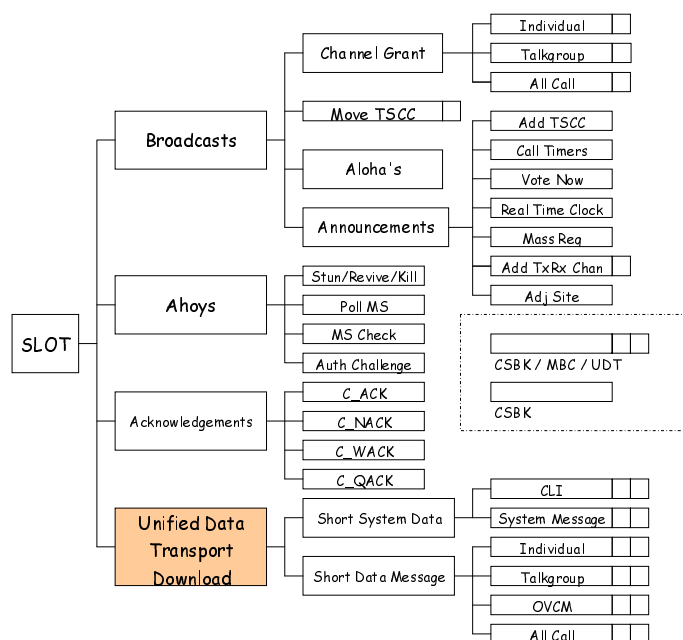 SLOT
Broadcasts
Channel Grant
Individual
Talkgroup
All Call
Move TSCC
Aloha's
Announcements
Add TSCC
Call Timers
Vote Now
Real Time Clock
Mass Reg
Add TxRx Chan
Adj Site
Ahoys
Stun/Revive/Kill
Poll MS
MS Check
Auth Challenge
CSBK / MBC / UDT
CSBK
Acknowledgements
C_ACK
C_NACK
C_WACK
C_QACK
Unified Data
Transport
Download
Short System Data
CLI
System Message
Short Data Message
Individual
Talkgroup
OVCM
All Call